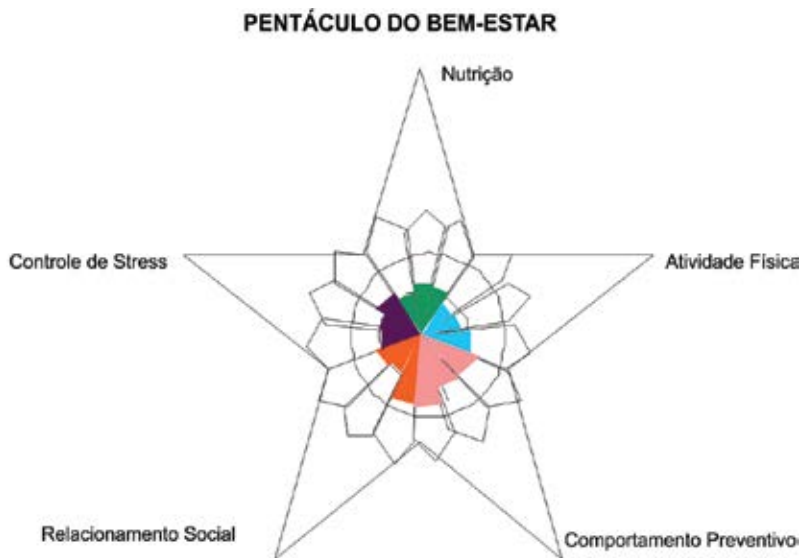 PENTÁCULO DO BEM-ESTAR
Nutrição
Controle de Stress
Atividade Física
Relacionamento Social
Comportamento Preventivo